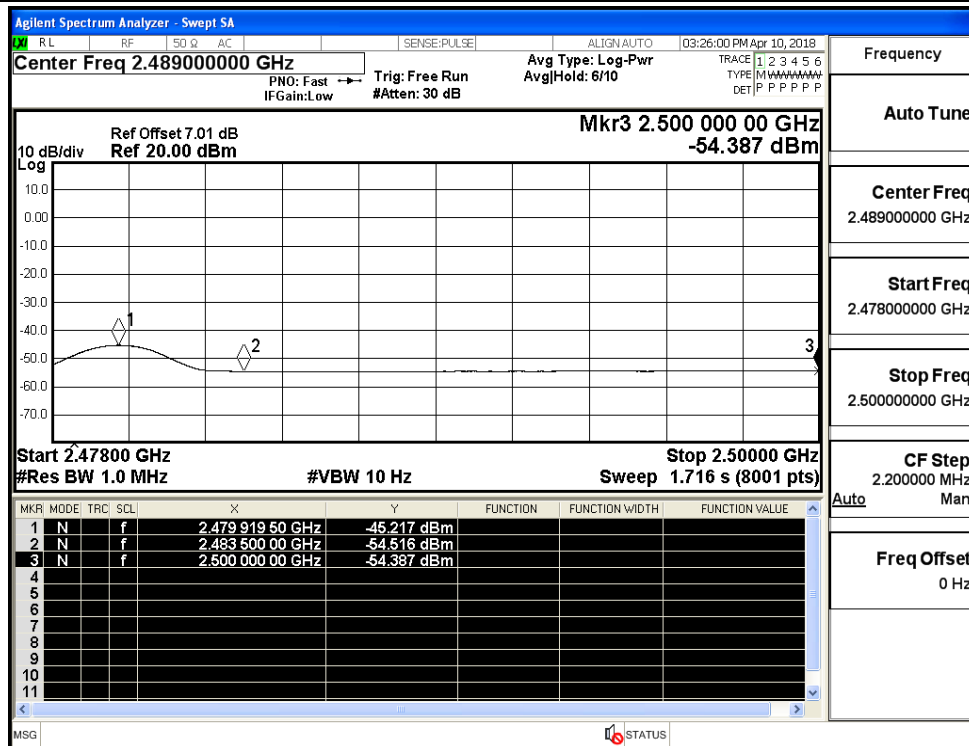 Agilent Spectrum Analyzer - Swept SA
LXI RL RF 50 Ω AC SENSE:PULSE ALIGN AUTO 03:26:00 PM Apr 10, 2018
Center Freq 2.489000000 GHz
PNO: Fast
IFGain:Low
Trig: Free Run
#Atten: 30 dB
Avg Type: Log-Pwr
Avg|Hold: 6/10
TRACE 1 2 3 4 5 6
TYPE M W W W W W
DET P P P P P P
Mkr3 2.500 000 00 GHz
-54.387 dBm
Ref Offset 7.01 dB
10 dB/div Ref 20.00 dBm
Log
10.0
0.00
-10.0
-20.0
-30.0
-40.0
-50.0
-60.0
-70.0
1
2
3
Start 2.47800 GHz Stop 2.50000 GHz
#Res BW 1.0 MHz #VBW 10 Hz Sweep 1.716 s (8001 pts)
MKR MODE TRC SCL X Y FUNCTION FUNCTION WIDTH FUNCTION VALUE
1 N f 2.479 919 50 GHz -45.217 dBm
2 N f 2.483 500 00 GHz -54.516 dBm
3 N f 2.500 000 00 GHz -54.387 dBm
4
5
6
7
8
9
10
11
MSG STATUS
Frequency
Auto Tune
Center Freq
2.489000000 GHz
Start Freq
2.478000000 GHz
Stop Freq
2.500000000 GHz
CF Step
2.200000 MHz
Auto Man
Freq Offset
0 Hz